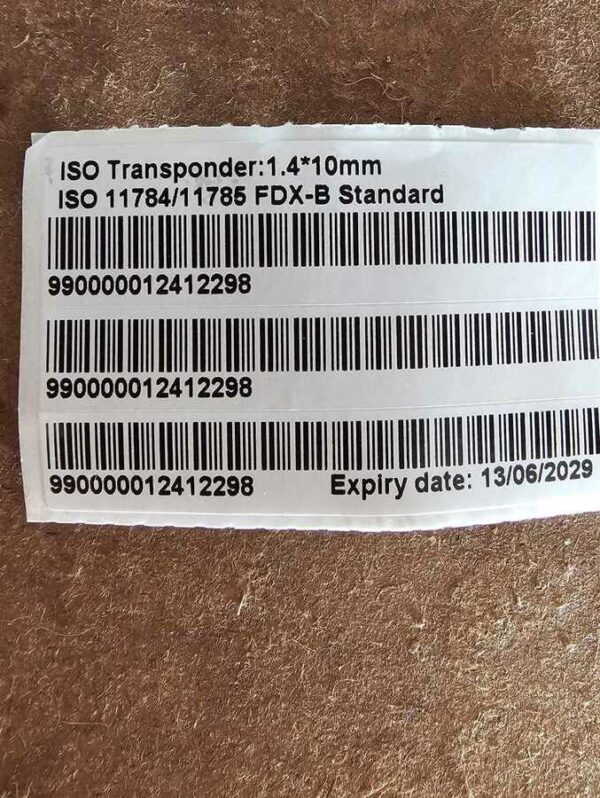 ISO Transponder:1.4*10mm
ISO 11784/11785 FDX-B Standard
990000012412298
990000012412298
990000012412298 Expiry date: 13/06/2029